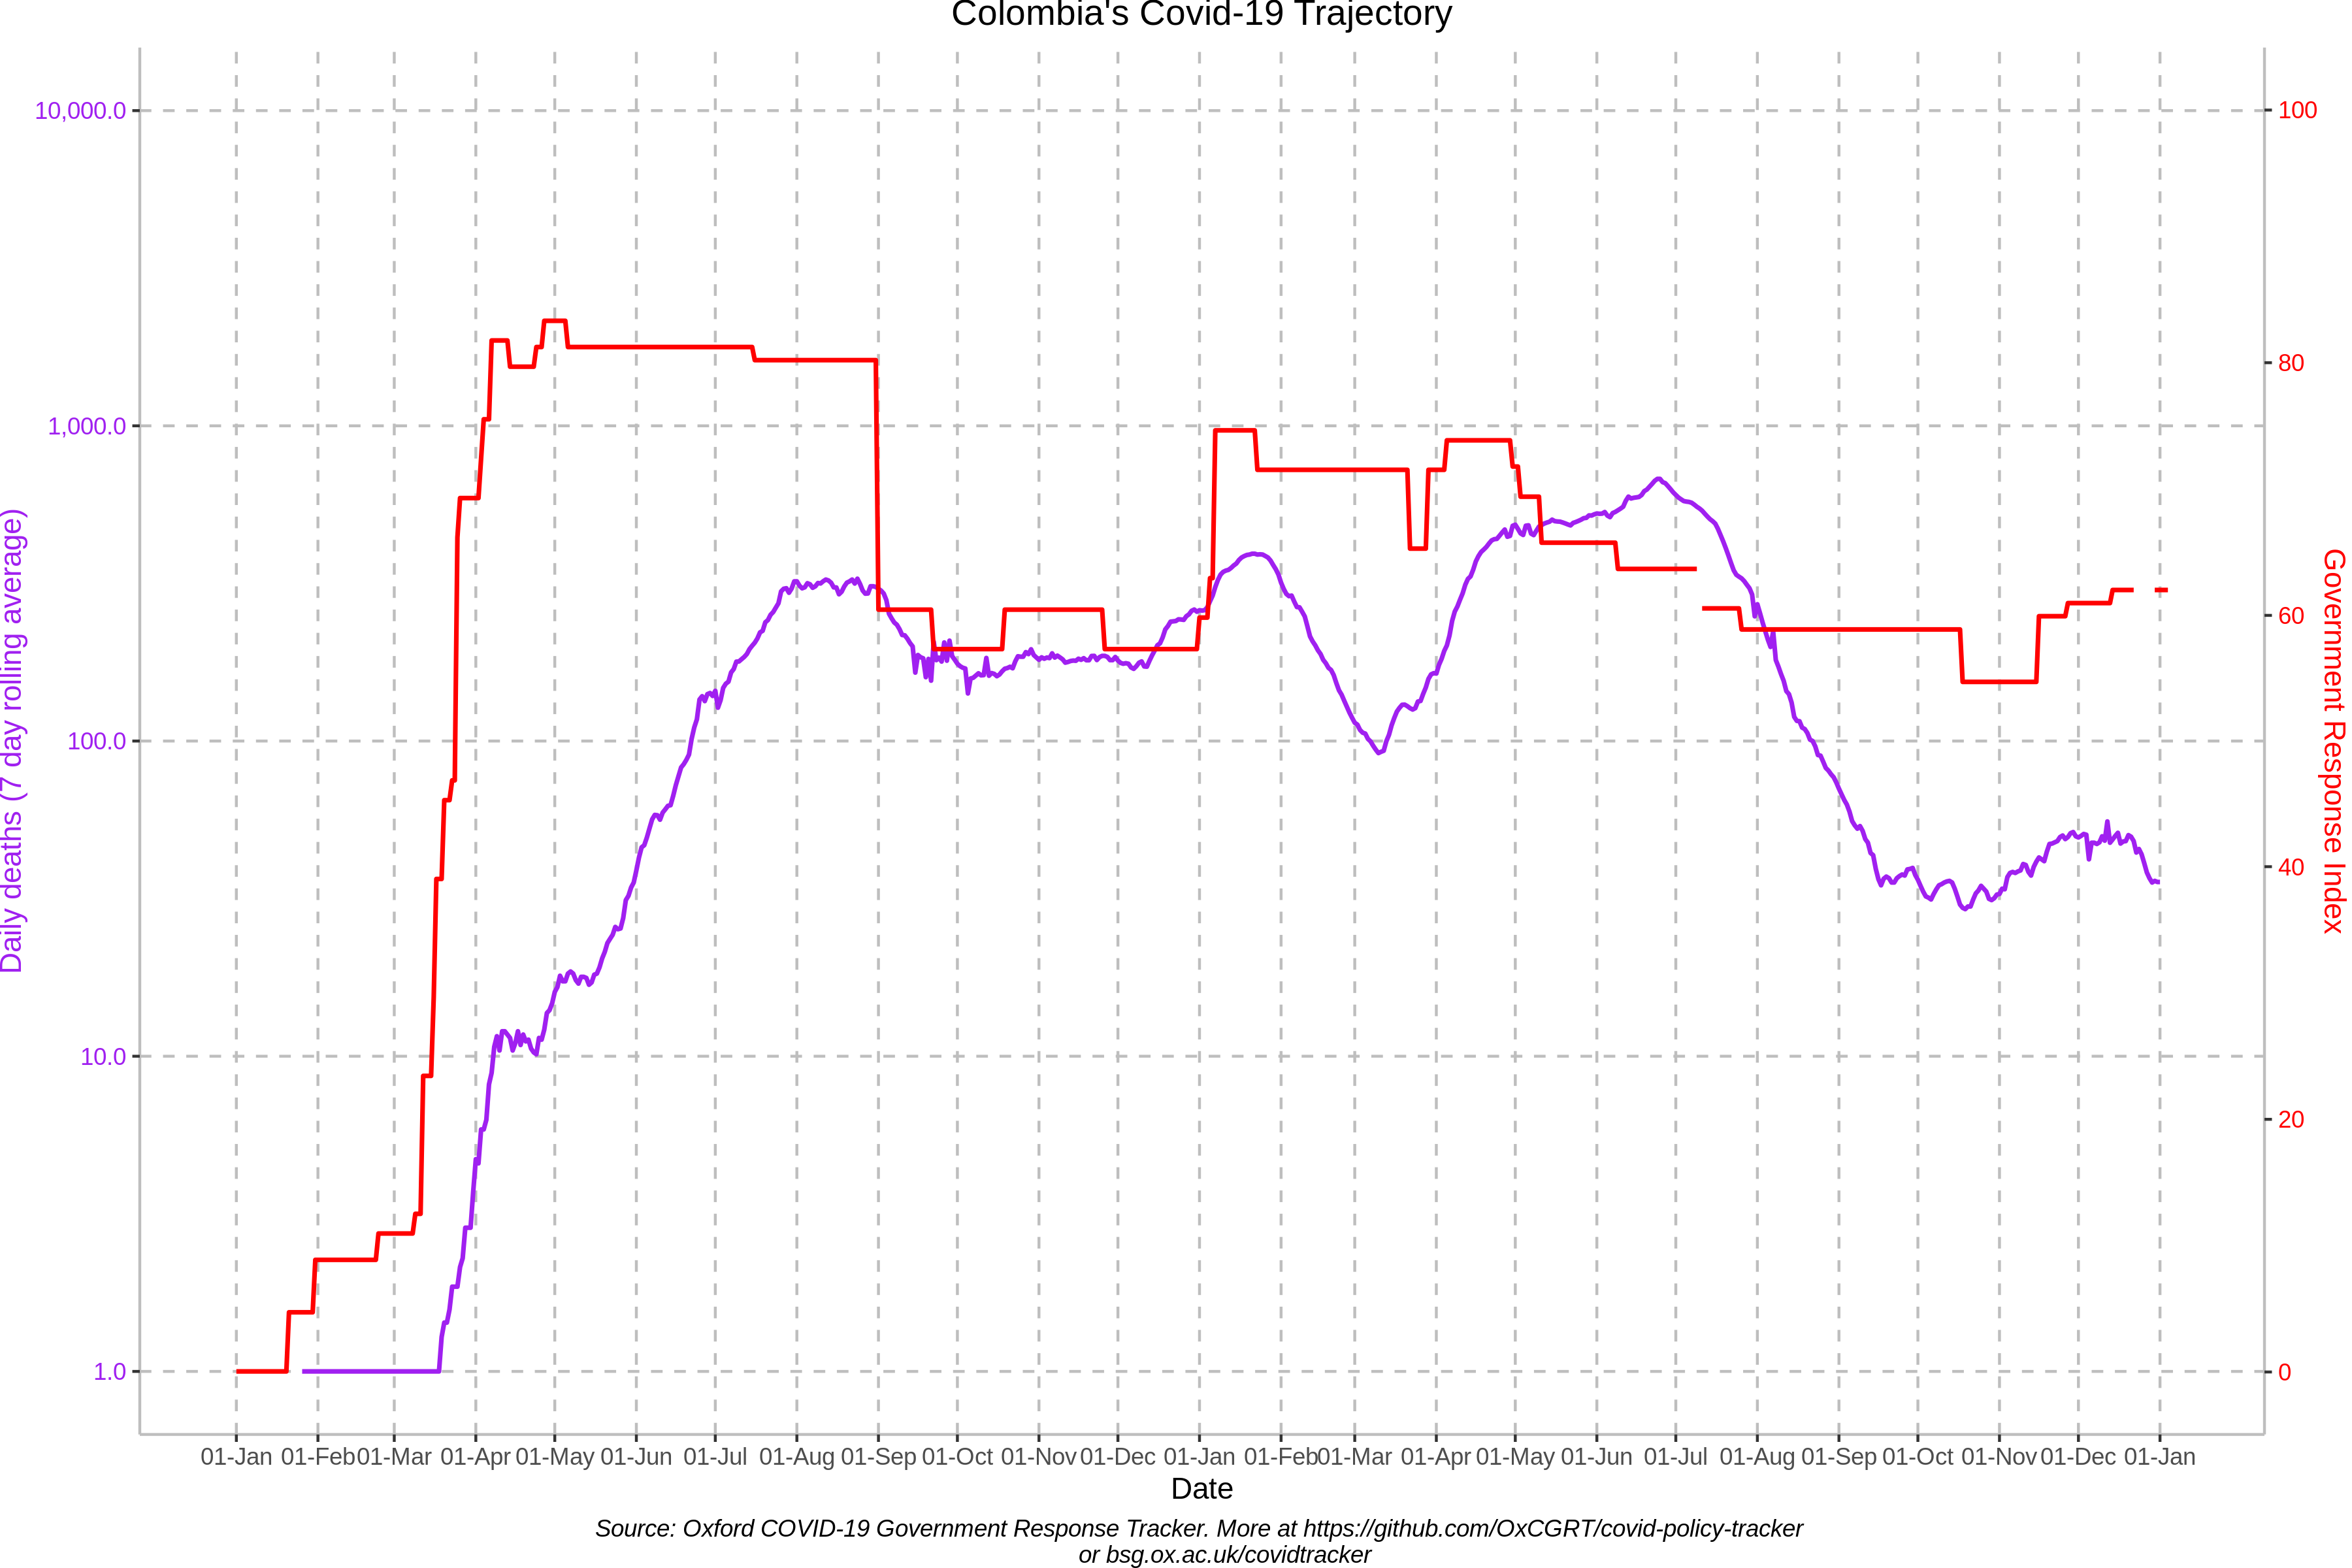 Colombia's Covid-19 Trajectory
10,000.0
1,000.0
100.0
10.0
1.0
Daily deaths (7 day rolling average)
100
80
60
40
20
0
Government Response Index
01-Jan 01-Feb 01-Mar 01-Apr 01-May 01-Jun 01-Jul 01-Aug 01-Sep 01-Oct 01-Nov 01-Dec 01-Jan 01-Feb 01-Mar 01-Apr 01-May 01-Jun 01-Jul 01-Aug 01-Sep 01-Oct 01-Nov 01-Dec 01-Jan
Date
Source: Oxford COVID-19 Government Response Tracker. More at https://github.com/OxCGRT/covid-policy-tracker
or bsg.ox.ac.uk/covidtracker